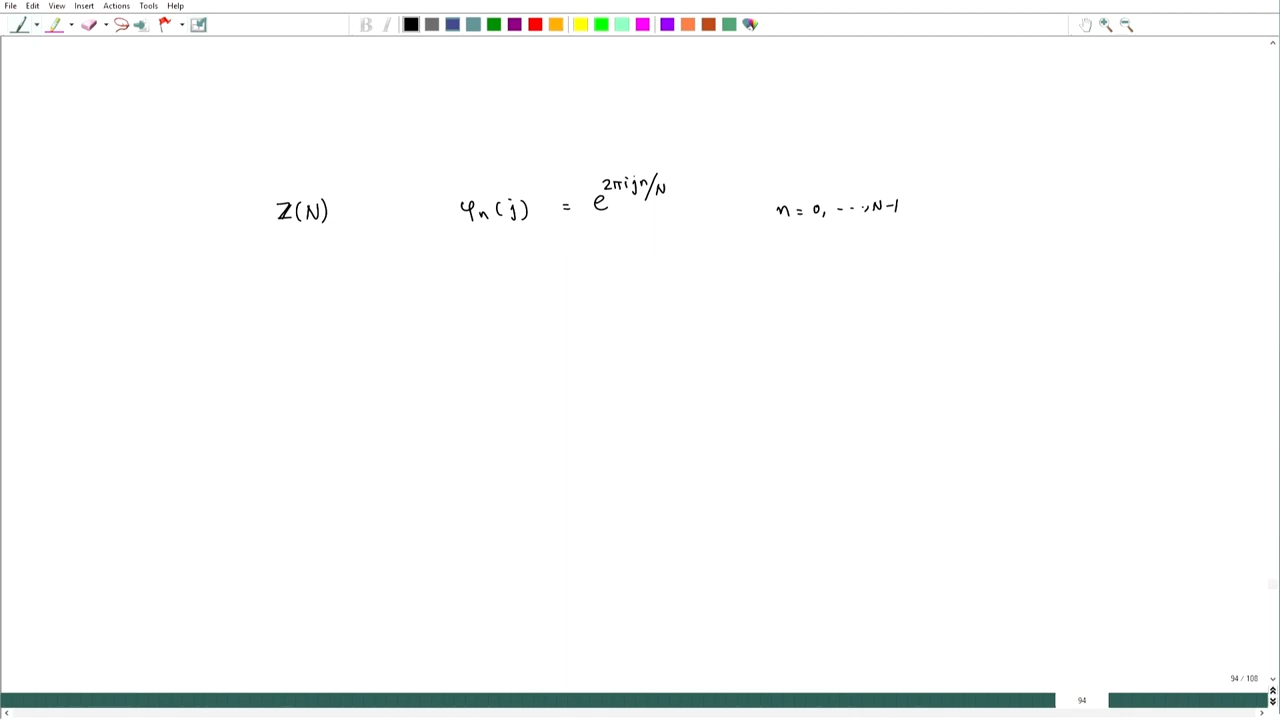 File Edit View Insert Actions Tools Help
B I
ℤ(N) φₙ(j) = e^{2πijn/N} n = 0, ⋯, N-1
94 / 108
94